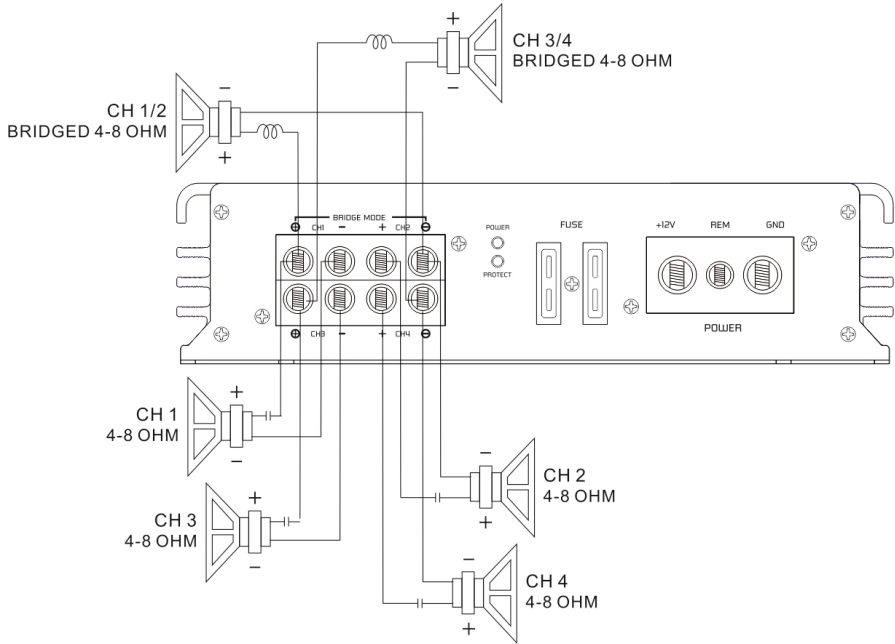 +
CH 3/4
BRIDGED 4-8 OHM
−
−
CH 1/2
BRIDGED 4-8 OHM
+
BRIDGE MODE
⊕ CH1 − + CH2 ⊖
POWER
PROTECT
FUSE
+12V REM GND
POWER
⊕ CH3 − + CH4 ⊖
+
CH 1
4-8 OHM
−
−
CH 2
4-8 OHM
+
+
CH 3
4-8 OHM
−
−
CH 4
4-8 OHM
+